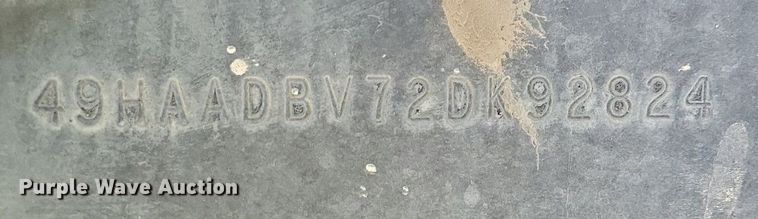 49HAADBV72DK92824
Purple Wave Auction